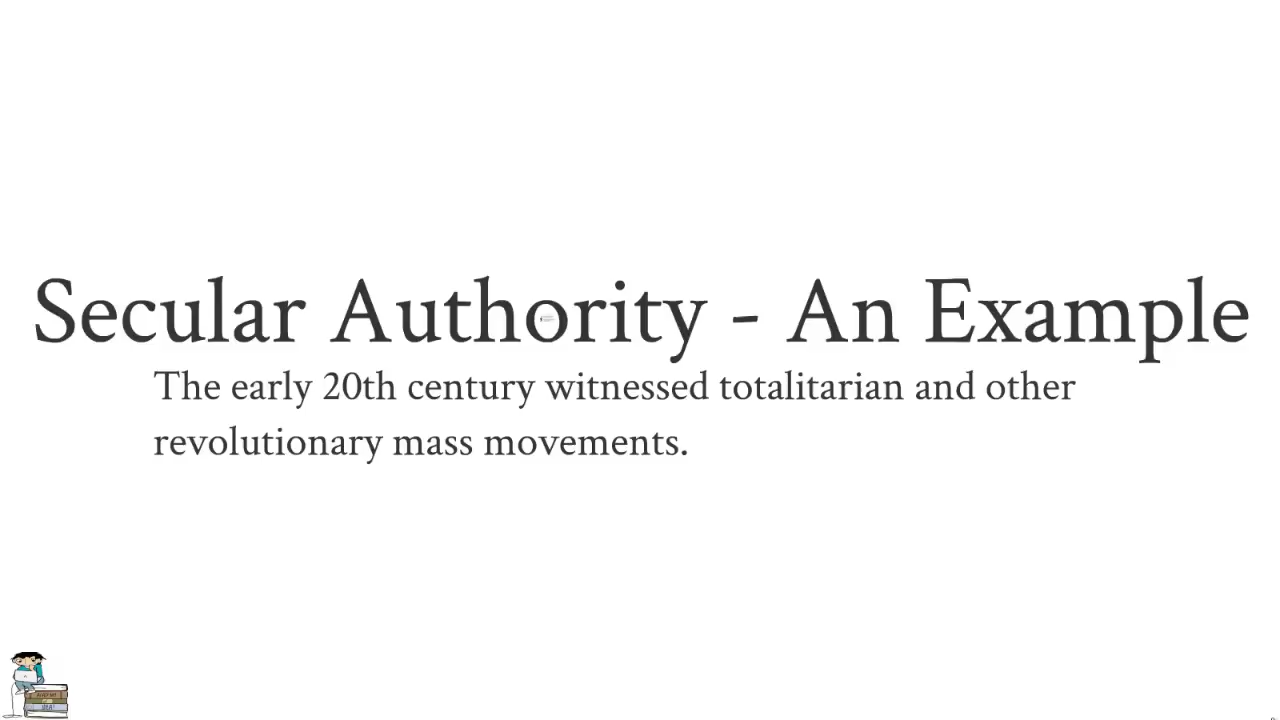 Secular Authority - An Example
The early 20th century witnessed totalitarian and other
revolutionary mass movements.